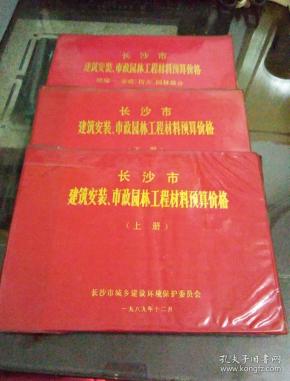 长沙市
建筑安装、市政园林工程材料预算价格
长沙市
建筑安装、市政园林工程材料预算价格
长沙市
建筑安装、市政园林工程材料预算价格
（上册）
长沙市城乡建设环境保护委员会
一九八九年十二月
孔夫子旧书网